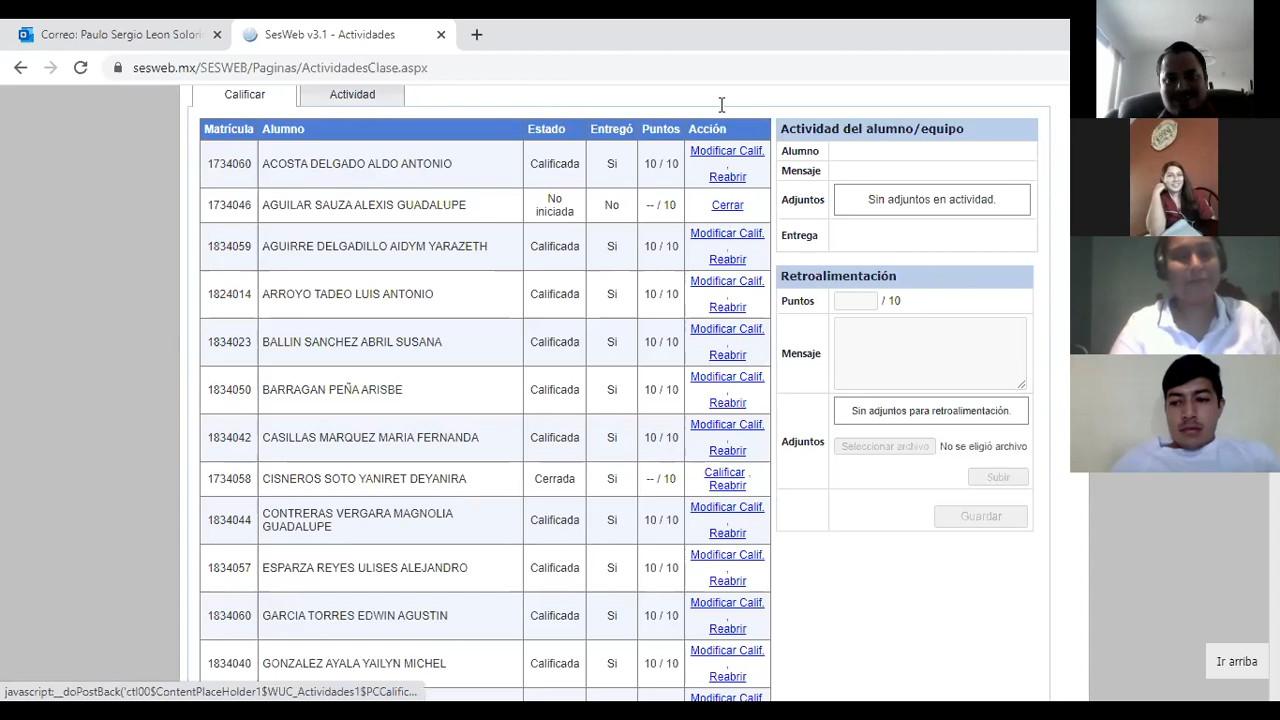 Correo: Paulo Sergio Leon Solori
SesWeb v3.1 - Actividades
sesweb.mx/SESWEB/Paginas/ActividadesClase.aspx
Calificar Actividad
Matrícula Alumno Estado Entregó Puntos Acción
1734060 ACOSTA DELGADO ALDO ANTONIO Calificada Si 10 / 10 Modificar Calif. , Reabrir
1734046 AGUILAR SAUZA ALEXIS GUADALUPE No iniciada No -- / 10 Cerrar
1834059 AGUIRRE DELGADILLO AIDYM YARAZETH Calificada Si 10 / 10 Modificar Calif. , Reabrir
1824014 ARROYO TADEO LUIS ANTONIO Calificada Si 10 / 10 Modificar Calif. , Reabrir
1834023 BALLIN SANCHEZ ABRIL SUSANA Calificada Si 10 / 10 Modificar Calif. , Reabrir
1834050 BARRAGAN PEÑA ARISBE Calificada Si 10 / 10 Modificar Calif. , Reabrir
1834042 CASILLAS MARQUEZ MARIA FERNANDA Calificada Si 10 / 10 Modificar Calif. , Reabrir
1734058 CISNEROS SOTO YANIRET DEYANIRA Cerrada Si -- / 10 Calificar , Reabrir
1834044 CONTRERAS VERGARA MAGNOLIA GUADALUPE Calificada Si 10 / 10 Modificar Calif. , Reabrir
1834057 ESPARZA REYES ULISES ALEJANDRO Calificada Si 10 / 10 Modificar Calif. , Reabrir
1834060 GARCIA TORRES EDWIN AGUSTIN Calificada Si 10 / 10 Modificar Calif. , Reabrir
1834040 GONZALEZ AYALA YAILYN MICHEL Calificada Si 10 / 10 Modificar Calif. , Reabrir
Modificar Calif.
Actividad del alumno/equipo
Alumno
Mensaje
Adjuntos Sin adjuntos en actividad.
Entrega
Retroalimentación
Puntos / 10
Mensaje
Sin adjuntos para retroalimentación.
Adjuntos Seleccionar archivo No se eligió archivo
Subir
Guardar
Ir arriba
javascript:__doPostBack('ctl00$ContentPlaceHolder1$WUC_Actividades1$PCCalific...